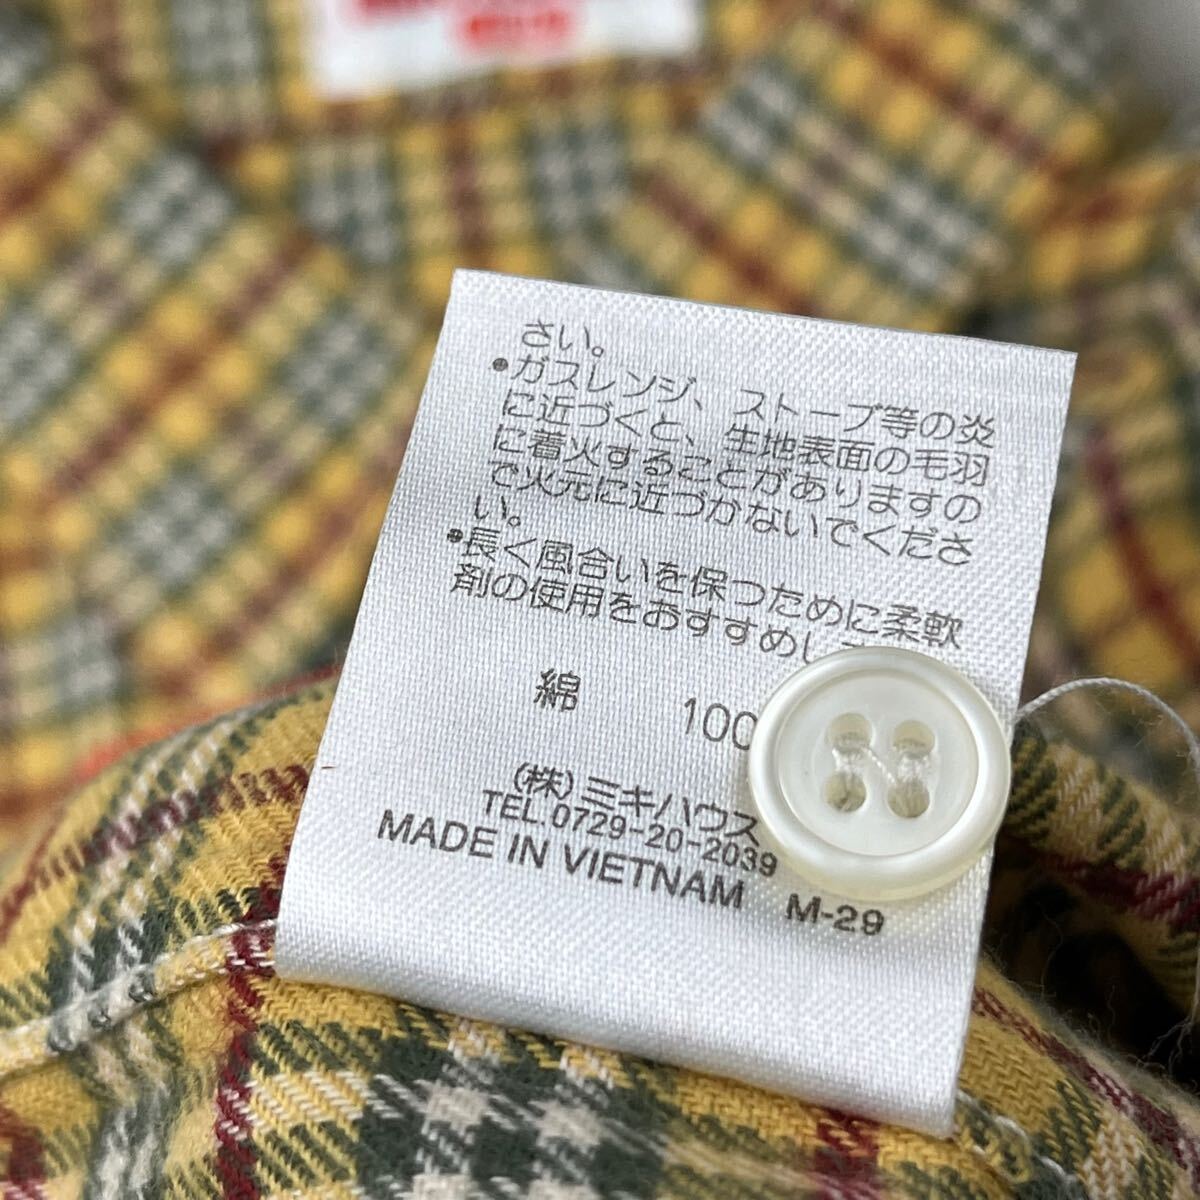 さい。
•ガスレンジ、ストーブ等の炎
に近づくと、生地表面の毛羽
に着火することがありますの
で火元に近づかないでくださ
い。
•長く風合いを保つために柔軟
剤の使用をおすすめし
綿 100
(株)ミキハウス
TEL.0729-20-2039
MADE IN VIETNAM M-29